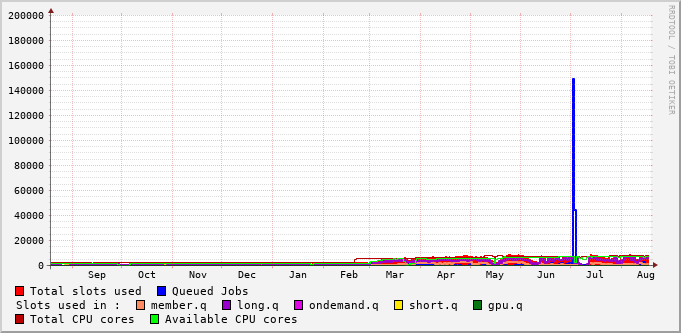 200000
180000
160000
140000
120000
100000
80000
60000
40000
20000
0
Sep Oct Nov Dec Jan Feb Mar Apr May Jun Jul Aug
Total slots used Queued Jobs
Slots used in : member.q long.q ondemand.q short.q gpu.q
Total CPU cores Available CPU cores
RRDTOOL / TOBI OETIKER